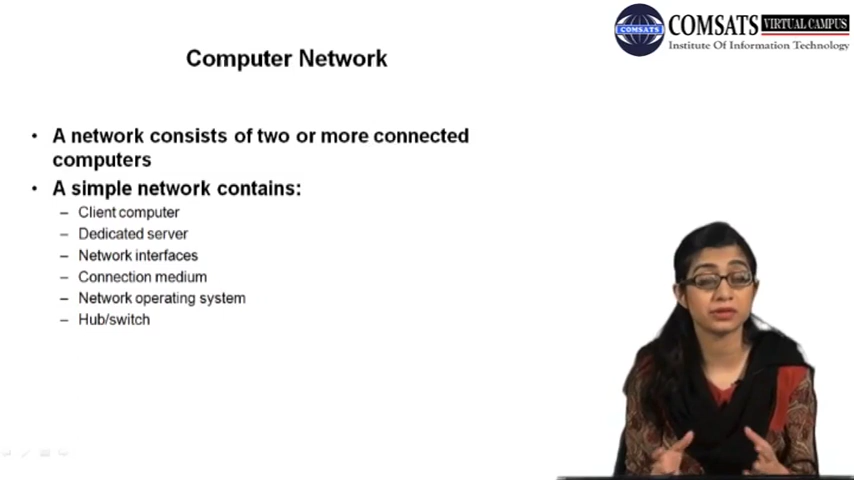 COMSATS VIRTUAL CAMPUS
COMSATS
Institute Of Information Technology
Computer Network
• A network consists of two or more connected
computers
• A simple network contains:
– Client computer
– Dedicated server
– Network interfaces
– Connection medium
– Network operating system
– Hub/switch